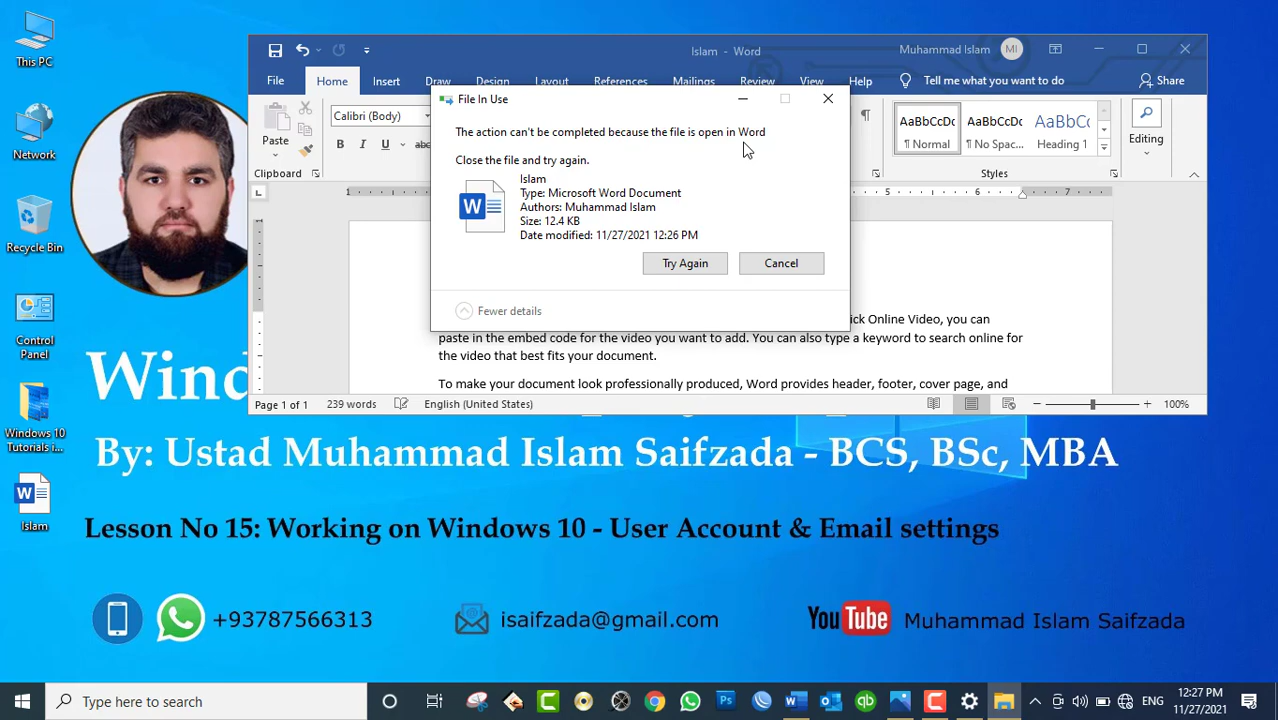 This PC
Network
Recycle Bin
Control
Panel
Windows 10
Tutorials i...
Islam
Islam - Word
Muhammad Islam
MI
File
Home
Insert
Draw
Design
Layout
References
Mailings
Review
View
Help
Tell me what you want to do
Share
Paste
Calibri (Body)
B
I
U
abc
Clipboard
AaBbCcDc
¶ Normal
AaBbCcDc
¶ No Spac...
AaBbCc
Heading 1
Styles
Editing
File In Use
The action can't be completed because the file is open in Word
Close the file and try again.
Islam
Type: Microsoft Word Document
Authors: Muhammad Islam
Size: 12.4 KB
Date modified: 11/27/2021 12:26 PM
Try Again
Cancel
Fewer details
1
5
6
7
ick Online Video, you can
paste in the embed code for the video you want to add. You can also type a keyword to search online for
the video that best fits your document.
To make your document look professionally produced, Word provides header, footer, cover page, and
Page 1 of 1
239 words
English (United States)
100%
Wind
By: Ustad Muhammad Islam Saifzada - BCS, BSc, MBA
Lesson No 15: Working on Windows 10 - User Account & Email settings
+93787566313
isaifzada@gmail.com
YouTube
Muhammad Islam Saifzada
Type here to search
ENG
12:27 PM
11/27/2021